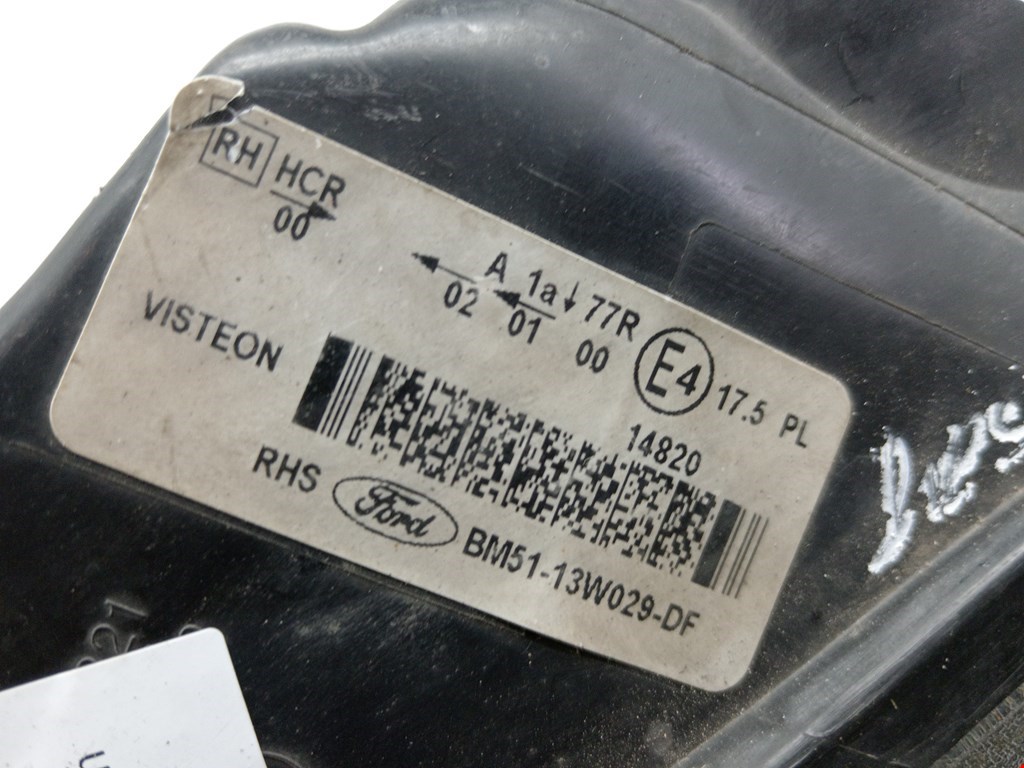 RH HCR
00
A 1a 77R
02 01 00
E4 17.5 PL
VISTEON
14820
RHS Ford BM51-13W029-DF
221